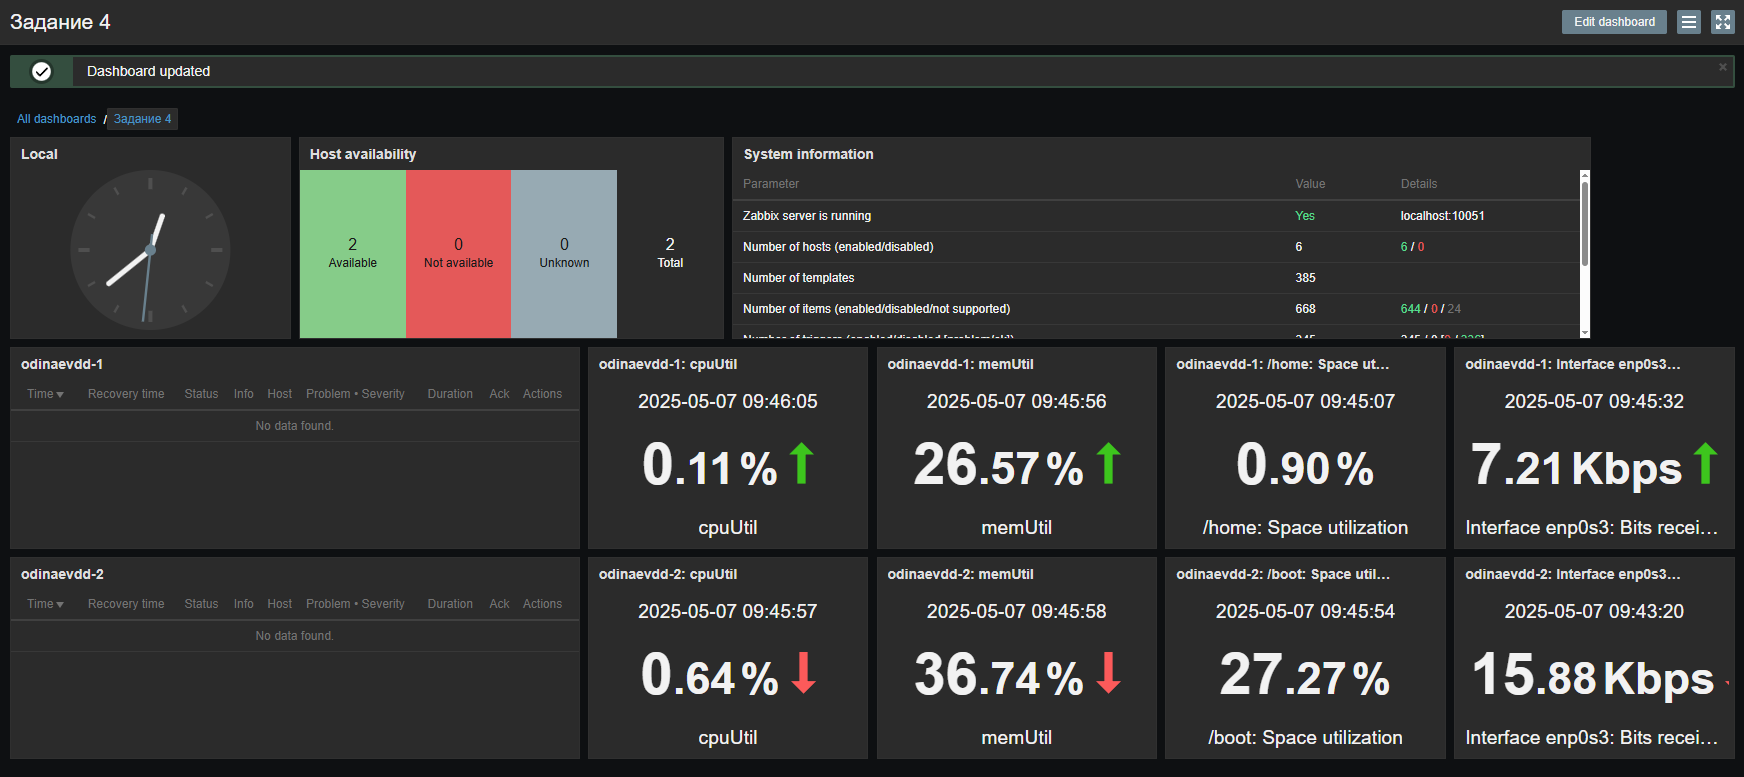 Задание 4
Edit dashboard
Dashboard updated
All dashboards / Задание 4
Local
Host availability
2 Available
0 Not available
0 Unknown
2 Total
System information
Parameter Value Details
Zabbix server is running Yes localhost:10051
Number of hosts (enabled/disabled) 6 6 / 0
Number of templates 385
Number of items (enabled/disabled/not supported) 668 644 / 0 / 24
odinaevdd-1
Time Recovery time Status Info Host Problem • Severity Duration Ack Actions
No data found.
odinaevdd-1: cpuUtil
2025-05-07 09:46:05
0.11 %
cpuUtil
odinaevdd-1: memUtil
2025-05-07 09:45:56
26.57 %
memUtil
odinaevdd-1: /home: Space ut...
2025-05-07 09:45:07
0.90 %
/home: Space utilization
odinaevdd-1: Interface enp0s3...
2025-05-07 09:45:32
7.21 Kbps
Interface enp0s3: Bits recei...
odinaevdd-2
Time Recovery time Status Info Host Problem • Severity Duration Ack Actions
No data found.
odinaevdd-2: cpuUtil
2025-05-07 09:45:57
0.64 %
cpuUtil
odinaevdd-2: memUtil
2025-05-07 09:45:58
36.74 %
memUtil
odinaevdd-2: /boot: Space util...
2025-05-07 09:45:54
27.27 %
/boot: Space utilization
odinaevdd-2: Interface enp0s3...
2025-05-07 09:43:20
15.88 Kbps
Interface enp0s3: Bits recei...